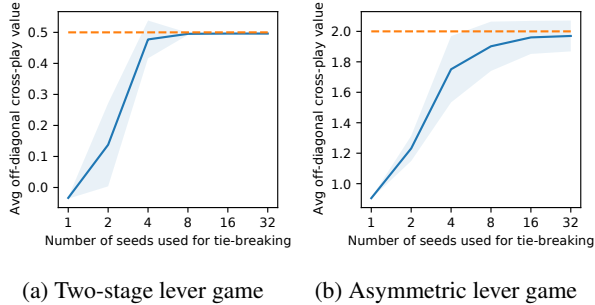 Avg off-diagonal cross-play value
0.5
0.4
0.3
0.2
0.1
0.0
1 2 4 8 16 32
Number of seeds used for tie-breaking
(a) Two-stage lever game
Avg off-diagonal cross-play value
2.0
1.8
1.6
1.4
1.2
1.0
1 2 4 8 16 32
Number of seeds used for tie-breaking
(b) Asymmetric lever game